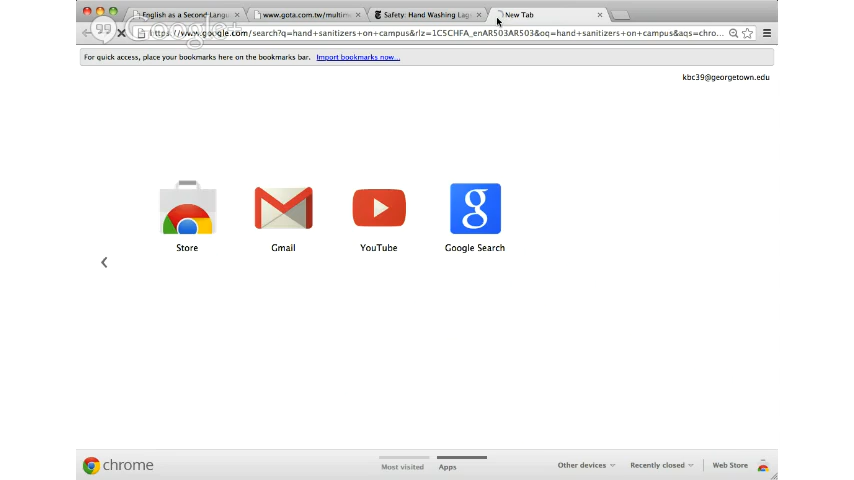 English as a Second Langu
www.gota.com.tw/multim
Safety: Hand Washing Lag
New Tab
Google+
https://www.google.com/search?q=hand+sanitizers+on+campus&rlz=1C5CHFA_enAR503AR503&oq=hand+sanitizers+on+campus&aqs=chro...
For quick access, place your bookmarks here on the bookmarks bar. Import bookmarks now...
kbc39@georgetown.edu
Store
Gmail
YouTube
Google Search
chrome
Most visited
Apps
Other devices
Recently closed
Web Store